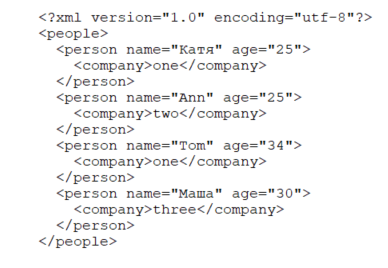 <?xml version="1.0" encoding="utf-8"?>
<people>
  <person name="Катя" age="25">
    <company>one</company>
  </person>
  <person name="Ann" age="25">
    <company>two</company>
  </person>
  <person name="Tom" age="34">
    <company>one</company>
  </person>
  <person name="Маша" age="30">
    <company>three</company>
  </person>
</people>